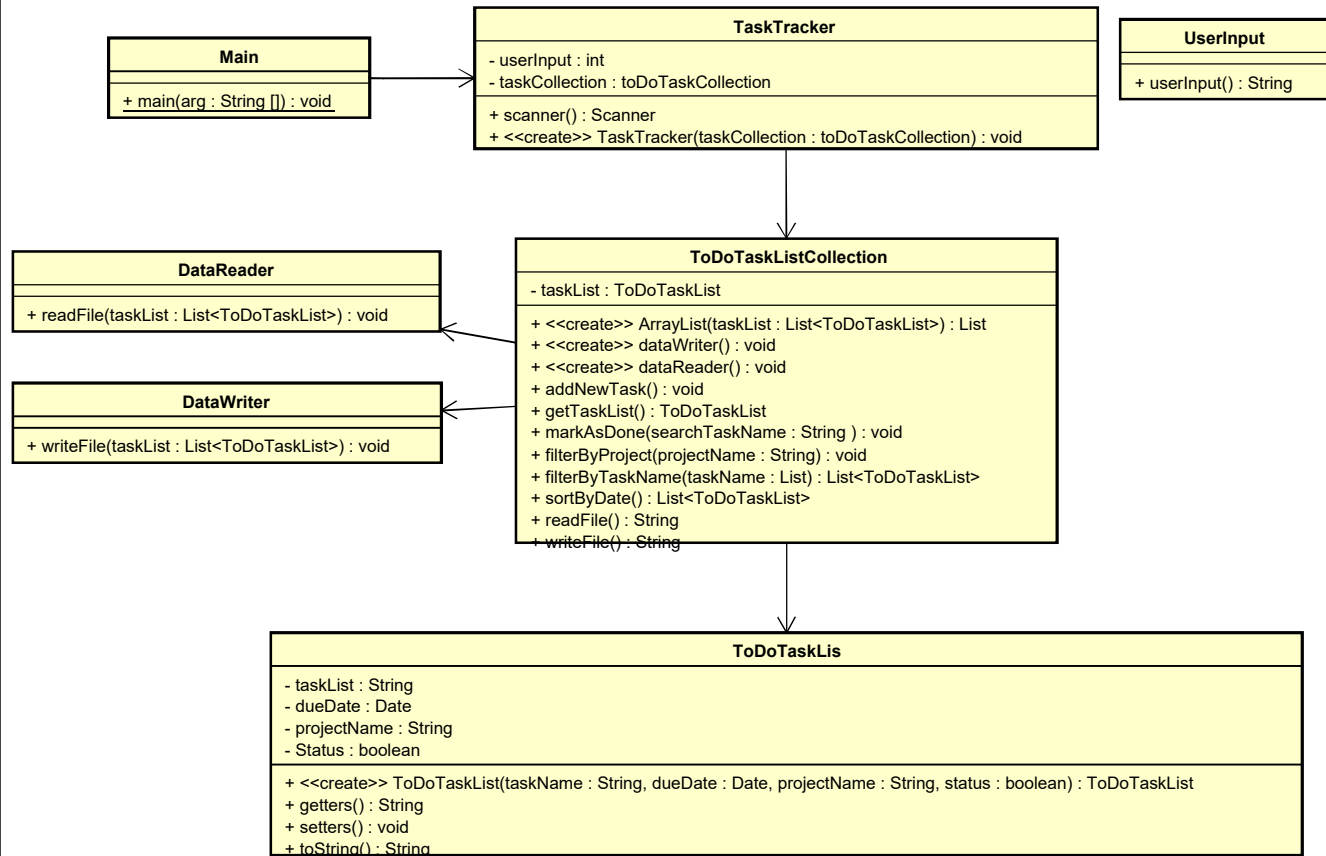 Main
+ main(arg : String []) : void
TaskTracker
- userInput : int
- taskCollection : toDoTaskCollection
+ scanner() : Scanner
+ <<create>> TaskTracker(taskCollection : toDoTaskCollection) : void
UserInput
+ userInput() : String
DataReader
+ readFile(taskList : List<ToDoTaskList>) : void
DataWriter
+ writeFile(taskList : List<ToDoTaskList>) : void
ToDoTaskListCollection
- taskList : ToDoTaskList
+ <<create>> ArrayList(taskList : List<ToDoTaskList>) : List
+ <<create>> dataWriter() : void
+ <<create>> dataReader() : void
+ addNewTask() : void
+ getTaskList() : ToDoTaskList
+ markAsDone(searchTaskName : String ) : void
+ filterByProject(projectName : String) : void
+ filterByTaskName(taskName : List) : List<ToDoTaskList>
+ sortByDate() : List<ToDoTaskList>
+ readFile() : String
+ writeFile() : String
ToDoTaskLis
- taskList : String
- dueDate : Date
- projectName : String
- Status : boolean
+ <<create>> ToDoTaskList(taskName : String, dueDate : Date, projectName : String, status : boolean) : ToDoTaskList
+ getters() : String
+ setters() : void
+ toString() : String